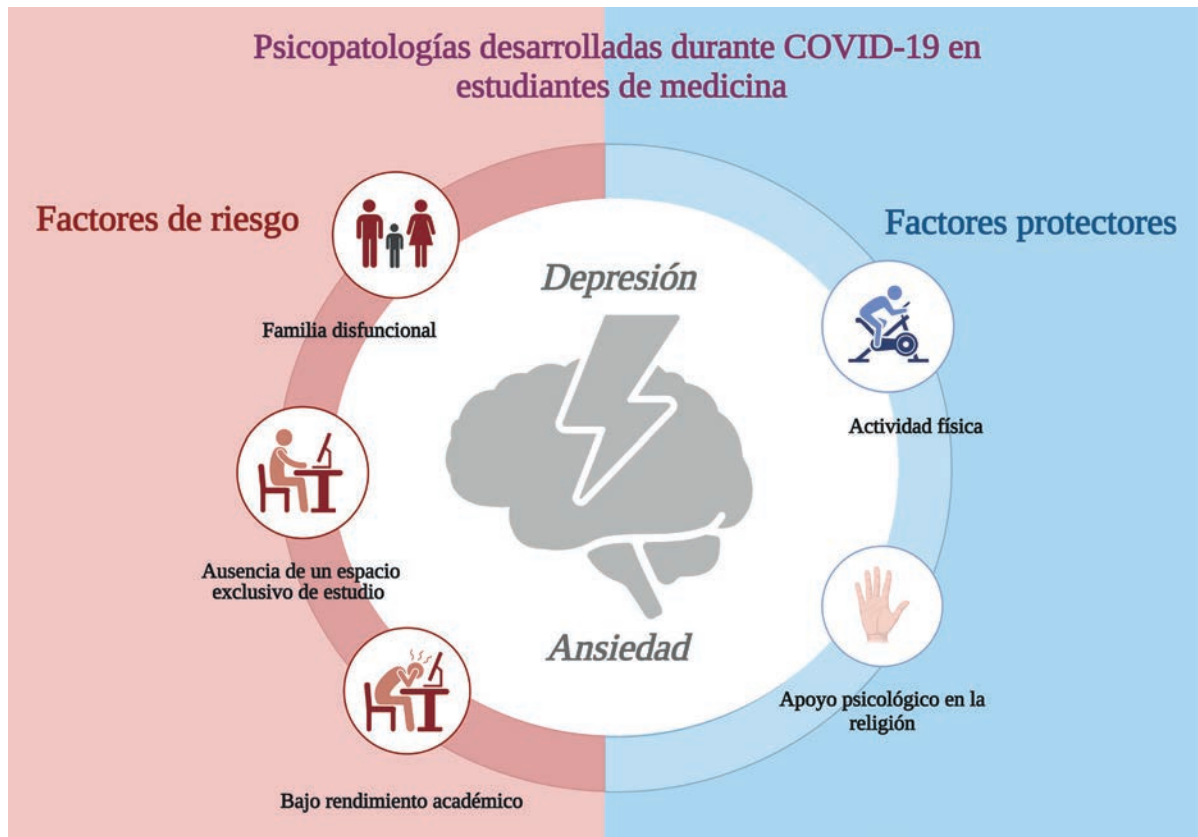 Psicopatologías desarrolladas durante COVID-19 en
estudiantes de medicina
Factores de riesgo
Familia disfuncional
Ausencia de un espacio
exclusivo de estudio
Bajo rendimiento académico
Depresión
Ansiedad
Factores protectores
Actividad física
Apoyo psicológico en la
religión